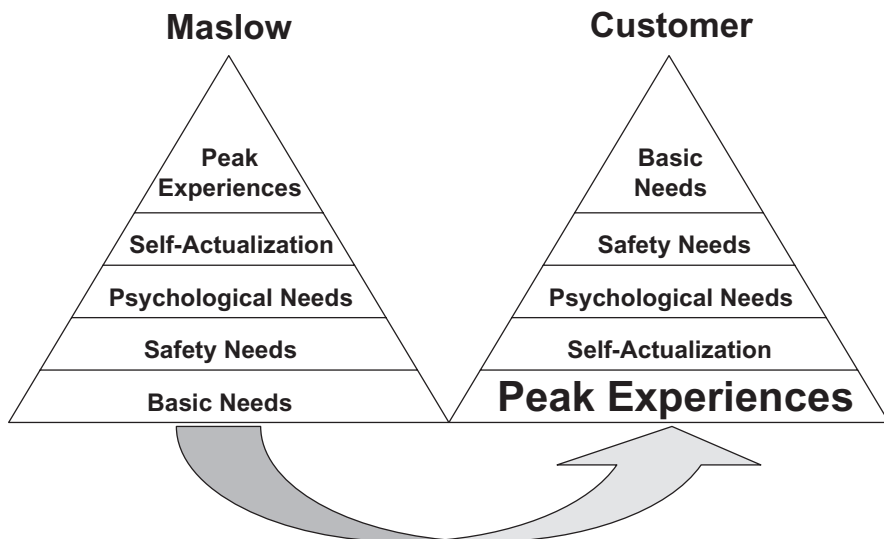 Maslow
Peak
Experiences
Self-Actualization
Psychological Needs
Safety Needs
Basic Needs
Customer
Basic
Needs
Safety Needs
Psychological Needs
Self-Actualization
Peak Experiences